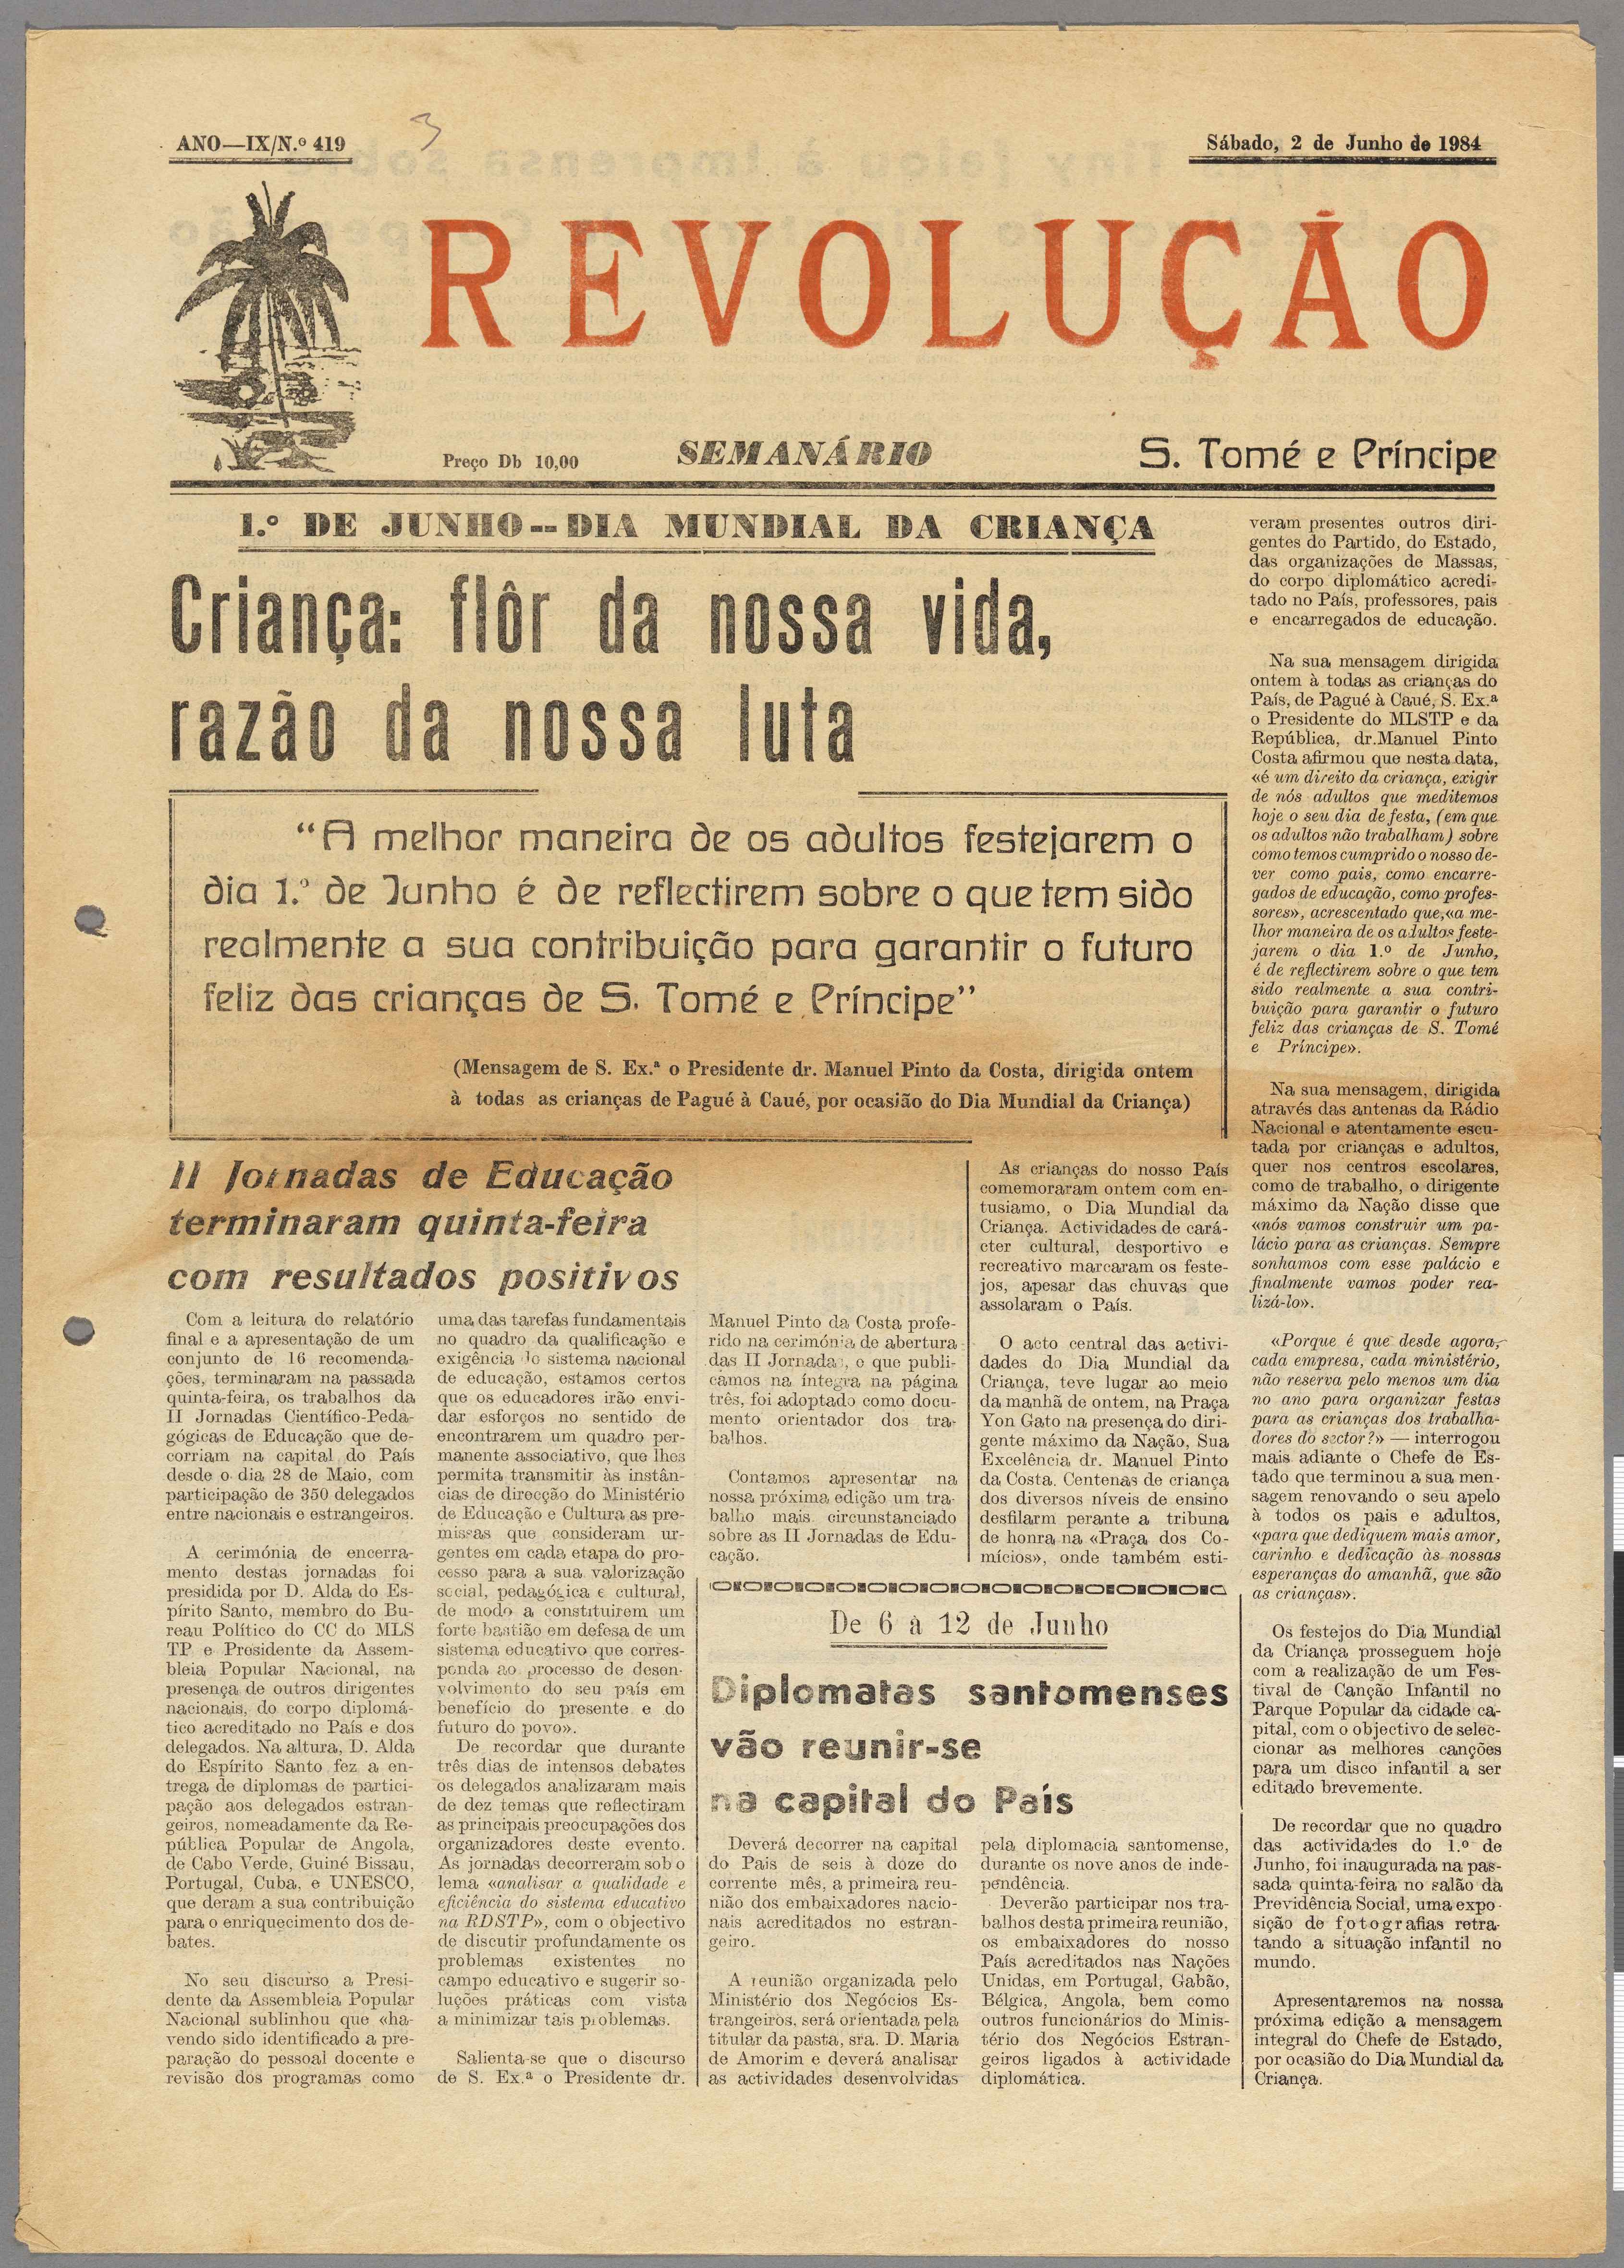 ANO—IX/N.º 419
3
Sábado, 2 de Junho de 1984
REVOLUÇÃO
Preço Db 10,00
SEMANÁRIO
S. Tomé e Príncipe
1.º DE JUNHO -- DIA MUNDIAL DA CRIANÇA
Criança: flôr da nossa vida,
razão da nossa luta
“A melhor maneira de os adultos festejarem o
dia 1.º de Junho é de reflectirem sobre o que tem sido
realmente a sua contribuição para garantir o futuro
feliz das crianças de S. Tomé e Príncipe”
(Mensagem de S. Ex.ª o Presidente dr. Manuel Pinto da Costa, dirigida ontem
à todas as crianças de Pagué à Caué, por ocasião do Dia Mundial da Criança)
As crianças do nosso País
comemoraram ontem com en-
tusiamo, o Dia Mundial da
Criança. Actividades de cará-
cter cultural, desportivo e
recreativo marcaram os feste-
jos, apesar das chuvas que
assolaram o País.
O acto central das activi-
dades do Dia Mundial da
Criança, teve lugar ao meio
da manhã de ontem, na Praça
Yon Gato na presença do diri-
gente máximo da Nação, Sua
Excelência dr. Manuel Pinto
da Costa. Centenas de criança
dos diversos níveis de ensino
desfilarm perante a tribuna
de honra na «Praça dos Co-
mícios», onde também esti-
veram presentes outros diri-
gentes do Partido, do Estado,
das organizações de Massas,
do corpo diplomático acredi-
tado no País, professores, pais
e encarregados de educação.
Na sua mensagem dirigida
ontem à todas as crianças do
País, de Pagué à Caué, S. Ex.ª
o Presidente do MLSTP e da
República, dr.Manuel Pinto
Costa afirmou que nesta data,
«é um direito da criança, exigir
de nós adultos que meditemos
hoje o seu dia de festa, (em que
os adultos não trabalham) sobre
como temos cumprido o nosso de-
ver como pais, como encarre-
gados de educação, como profes-
sores», acrescentado que,«a me-
lhor maneira de os adultos feste-
jarem o dia 1.º de Junho,
é de reflectirem sobre o que tem
sido realmente a sua contri-
buição para garantir o futuro
feliz das crianças de S. Tomé
e Príncipe».
Na sua mensagem, dirigida
através das antenas da Rádio
Nacional e atentamente escu-
tada por crianças e adultos,
quer nos centros escolares,
como de trabalho, o dirigente
máximo da Nação disse que
«nós vamos construir um pa-
lácio para as crianças. Sempre
sonhamos com esse palácio e
finalmente vamos poder rea-
lizá-lo».
«Porque é que desde agora,
cada empresa, cada ministério,
não reserva pelo menos um dia
no ano para organizar festas
para as crianças dos trabalha-
dores do sector?» — interrogou
mais adiante o Chefe de Es-
tado que terminou a sua men-
sagem renovando o seu apelo
à todos os pais e adultos,
«para que dediquem mais amor,
carinho e dedicação às nossas
esperanças do amanhã, que são
as crianças».
Os festejos do Dia Mundial
da Criança prosseguem hoje
com a realização de um Fes-
tival de Canção Infantil no
Parque Popular da cidade ca-
pital, com o objectivo de selec-
cionar as melhores canções
para um disco infantil a ser
editado brevemente.
De recordar que no quadro
das actividades do 1.º de
Junho, foi inaugurada na pas-
sada quinta-feira no salão da
Previdência Social, uma expo-
sição de fotografias retra-
tando a situação infantil no
mundo.
Apresentaremos na nossa
próxima edição a mensagem
integral do Chefe de Estado,
por ocasião do Dia Mundial da
Criança.
II Jornadas de Educação
terminaram quinta-feira
com resultados positivos
Com a leitura do relatório
final e a apresentação de um
conjunto de 16 recomenda-
ções, terminaram na passada
quinta-feira, os trabalhos da
II Jornadas Científico-Peda-
gógicas de Educação que de-
corriam na capital do País
desde o dia 28 de Maio, com
participação de 350 delegados
entre nacionais e estrangeiros.
A cerimónia de encerra-
mento destas jornadas foi
presidida por D. Alda do Es-
pírito Santo, membro do Bu-
reau Político do CC do MLS
TP e Presidente da Assem-
bleia Popular Nacional, na
presença de outros dirigentes
nacionais, do corpo diplomá-
tico acreditado no País e dos
delegados. Na altura, D. Alda
do Espírito Santo fez a en-
trega de diplomas de partici-
pação aos delegados estran-
geiros, nomeadamente da Re-
pública Popular de Angola,
de Cabo Verde, Guiné Bissau,
Portugal, Cuba, e UNESCO,
que deram a sua contribuição
para o enriquecimento dos de-
bates.
No seu discurso a Presi-
dente da Assembleia Popular
Nacional sublinhou que «ha-
vendo sido identificado a pre-
paração do pessoal docente e
revisão dos programas como
uma das tarefas fundamentais
no quadro da qualificação e
exigência do sistema nacional
de educação, estamos certos
que os educadores irão envi-
dar esforços no sentido de
encontrarem um quadro per-
manente associativo, que lhes
permita transmitir às instân-
cias de direcção do Ministério
de Educação e Cultura as pre-
missas que consideram ur-
gentes em cada etapa do pro-
cesso para a sua valorização
social, pedagógica e cultural,
de modo a constituirem um
forte bastião em defesa de um
sistema educativo que corres-
ponda ao processo de desen-
volvimento do seu país em
benefício do presente e do
futuro do povo».
De recordar que durante
três dias de intensos debates
os delegados analizaram mais
de dez temas que reflectiram
as principais preocupações dos
organizadores deste evento.
As jornadas decorreram sob o
lema «analisar a qualidade e
eficiência do sistema educativo
na RDSTP», com o objectivo
de discutir profundamente os
problemas existentes no
campo educativo e sugerir so-
luções práticas com vista
a minimizar tais problemas.
Salienta-se que o discurso
de S. Ex.ª o Presidente dr.
Manuel Pinto da Costa profe-
rido na cerimónia de abertura
das II Jornadas, e que publi-
camos na íntegra na página
três, foi adoptado como docu-
mento orientador dos tra-
balhos.
Contamos apresentar na
nossa próxima edição um tra-
balho mais circunstanciado
sobre as II Jornadas de Edu-
cação.
De 6 à 12 de Junho
Diplomatas santomenses
vão reunir-se
na capital do País
Deverá decorrer na capital
do Pais de seis à doze do
corrente mês, a primeira reu-
nião dos embaixadores nacio-
nais acreditados no estran-
geiro.
A reunião organizada pelo
Ministério dos Negócios Es-
trangeiros, será orientada pela
titular da pasta, sra. D. Maria
de Amorim e deverá analisar
as actividades desenvolvidas
pela diplomacia santomense,
durante os nove anos de inde-
pendência.
Deverão participar nos tra-
balhos desta primeira reunião,
os embaixadores do nosso
País acreditados nas Nações
Unidas, em Portugal, Gabão,
Bélgica, Angola, bem como
outros funcionários do Minis-
tério dos Negócios Estran-
geiros ligados à actividade
diplomática.